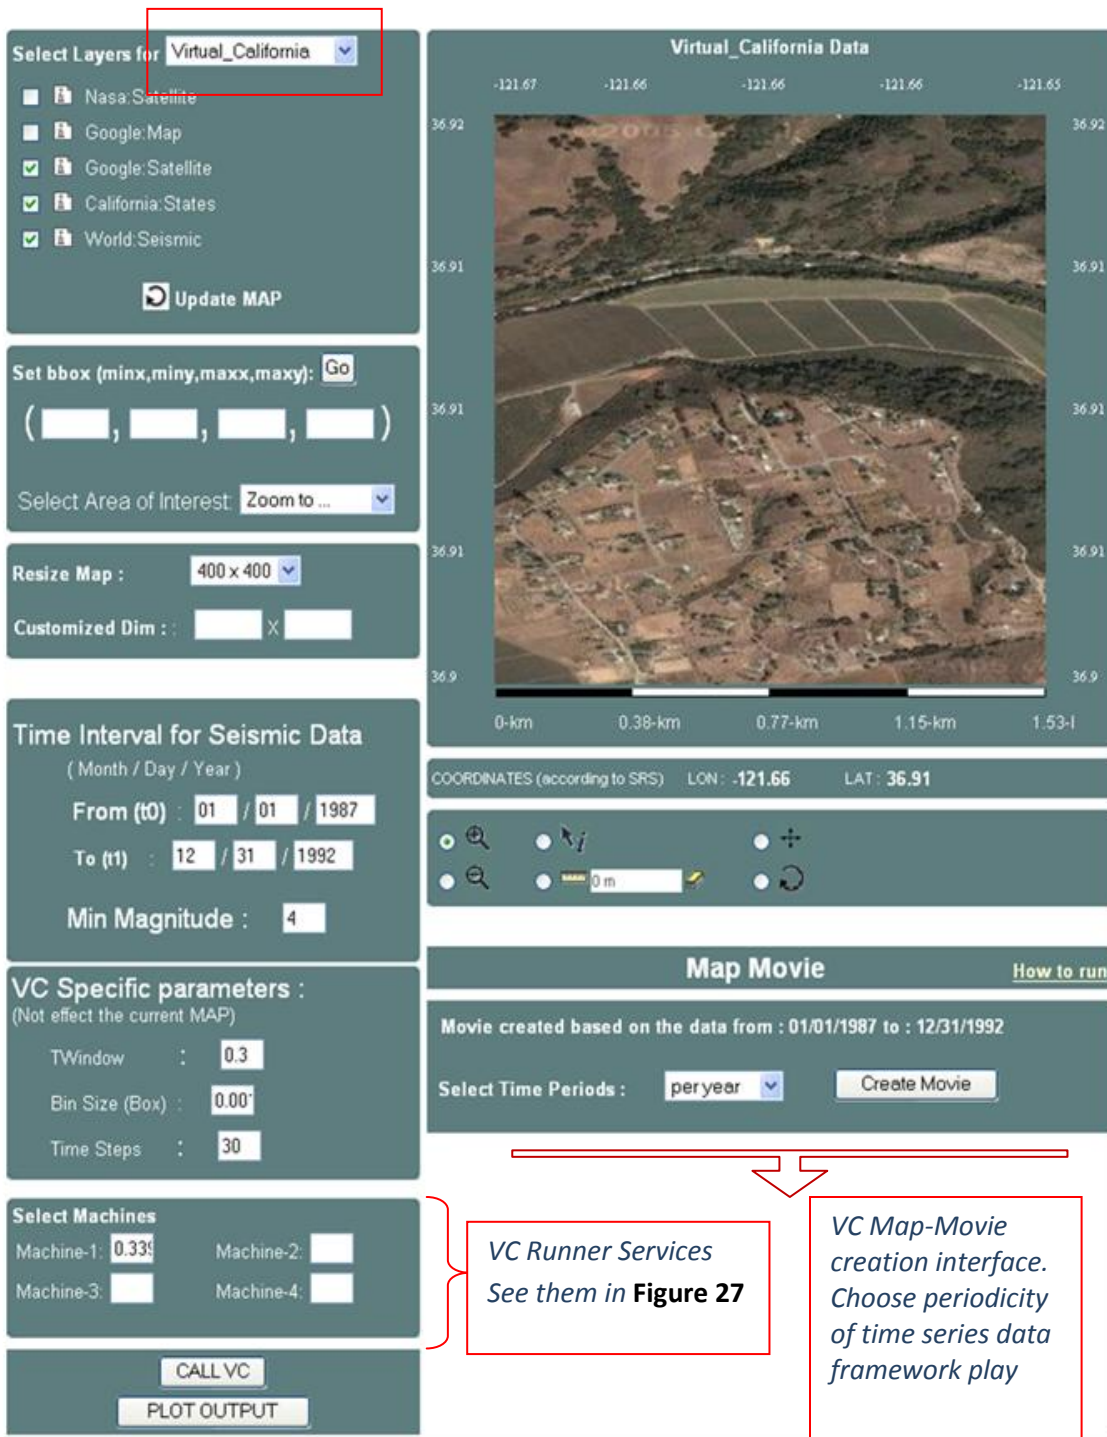 Select Layers for Virtual_California
Nasa:Satellite
Google:Map
Google:Satellite
California:States
World:Seismic
Update MAP
Set bbox (minx,miny,maxx,maxy): Go
( , , , )
Select Area of Interest: Zoom to ...
Resize Map : 400 x 400
Customized Dim : : X
Time Interval for Seismic Data
( Month / Day / Year )
From (t0) : 01 / 01 / 1987
To (t1) : 12 / 31 / 1992
Min Magnitude : 4
VC Specific parameters :
(Not effect the current MAP)
TWindow : 0.3
Bin Size (Box) : 0.00
Time Steps : 30
Select Machines
Machine-1: 0.339 Machine-2:
Machine-3: Machine-4:
CALL VC
PLOT OUTPUT
Virtual_California Data
-121.67 -121.66 -121.66 -121.66 -121.65
36.92 36.92
36.91 36.91
36.91 36.91
36.91 36.91
36.9 36.9
0-km 0.38-km 0.77-km 1.15-km 1.53-
COORDINATES (according to SRS) LON : -121.66 LAT : 36.91
0 m
Map Movie How to run
Movie created based on the data from : 01/01/1987 to : 12/31/1992
Select Time Periods : per year Create Movie
VC Runner Services
See them in Figure 27
VC Map-Movie
creation interface.
Choose periodicity
of time series data
framework play